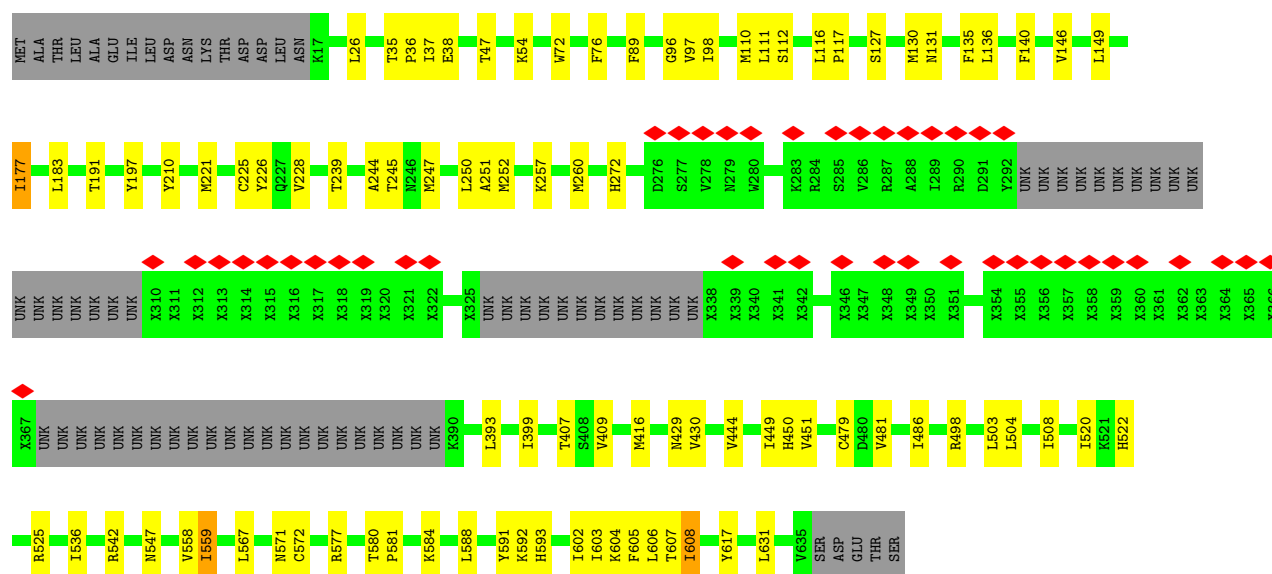 MET ALA THR LEU ALA GLU ILE LEU ASP ASN LYS THR ASP ASP LEU ASN K17 L26 T35 P36 I37 E38 T47 K54 W72 F76 F89 G96 V97 I98 M110 L111 S112 L116 P117 S127 M130 N131 F135 L136 F140 V146 L149
I177 L183 T191 Y197 Y210 M221 C225 Y226 Q227 V228 T239 A244 T245 N246 M247 L250 A251 M252 K257 M260 H272 D276 S277 V278 N279 W280 K283 R284 S285 V286 R287 A288 I289 R290 D291 Y292 UNK UNK UNK UNK UNK UNK UNK UNK UNK
UNK UNK UNK UNK UNK UNK X310 X311 X312 X313 X314 X315 X316 X317 X318 X319 X320 X321 X322 X325 UNK UNK UNK UNK UNK UNK UNK UNK UNK UNK X338 X339 X340 X341 X342 X346 X347 X348 X349 X350 X351 X354 X355 X356 X357 X358 X359 X360 X361 X362 X363 X364 X365 X366
X367 UNK UNK UNK UNK UNK UNK UNK UNK UNK UNK UNK UNK UNK UNK UNK UNK UNK UNK K390 L393 I399 T407 S408 V409 M416 N429 V430 V444 I449 H450 V451 C479 D480 V481 I486 R498 L503 L504 I508 I520 K521 H522
R525 I536 R542 N547 V558 I559 L567 N571 C572 R577 T580 P581 K584 L588 Y591 K592 H593 I602 I603 K604 F605 L606 T607 I608 Y617 L631 V635 SER ASP GLU THR SER